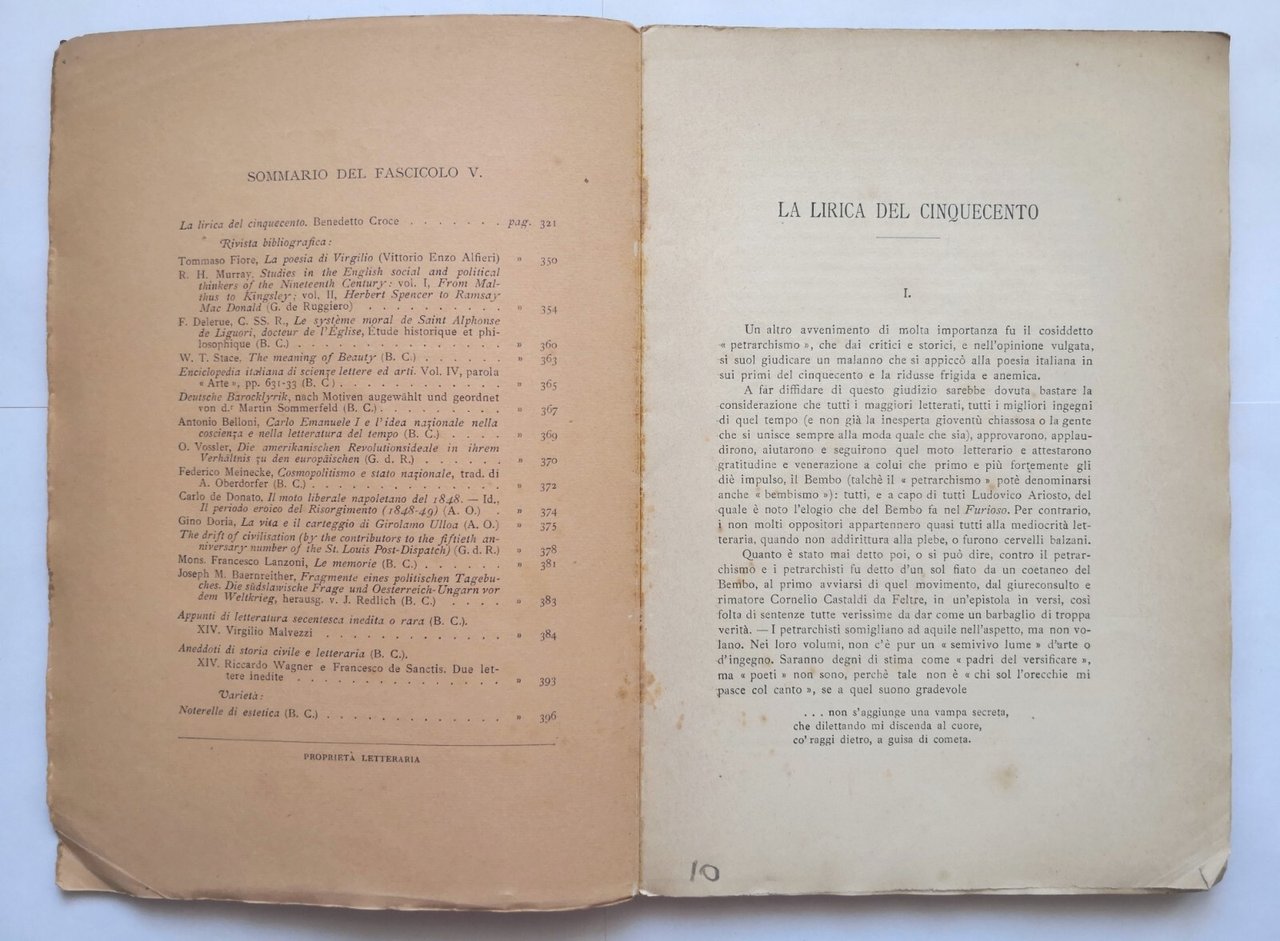 SOMMARIO DEL FASCICOLO V.
La lirica del cinquecento. Benedetto Croce . . . . . . . pag. 321
Rivista bibliografica:
Tommaso Fiore, La poesia di Virgilio (Vittorio Enzo Alfieri) » 350
R. H. Murray. Studies in the English social and political
thinkers of the Nineteenth Century: vol. I, From Mal-
thus to Kingsley; vol. II, Herbert Spencer to Ramsay
Mac Donald (G. de Ruggiero) . . . . . . . . . . » 354
F. Delerue, C. SS. R., Le système moral de Saint Alphonse
de Liguori, docteur de l'Église, Étude historique et phi-
losophique (B. C.) . . . . . . . . . . . . . . . » 360
W. T. Stace. The meaning of Beauty (B. C.) . . . . . . » 363
Enciclopedia italiana di scienze lettere ed arti. Vol. IV, parola
« Arte », pp. 631-33 (B. C) . . . . . . . . . . . . » 365
Deutsche Barocklyrik, nach Motiven augewählt und geordnet
von d.r Martin Sommerfeld (B. C.) . . . . . . . . . » 367
Antonio Belloni, Carlo Emanuele I e l'idea nazionale nella
coscienza e nella letteratura del tempo (B. C.) . . . . » 369
O. Vossler, Die amerikanischen Revolutionsideale in ihrem
Verhältnis zu den europäischen (G. d. R.) . . . . . . » 370
Federico Meinecke, Cosmopolitismo e stato nazionale, trad. di
A. Oberdorfer (B. C.) . . . . . . . . . . . . . . » 372
Carlo de Donato, Il moto liberale napoletano del 1848. — Id.,
Il periodo eroico del Risorgimento (1848-49) (A. O.) . » 374
Gino Doria, La vita e il carteggio di Girolamo Ulloa (A. O.) » 375
The drift of civilisation (by the contributors to the fiftieth an-
niversary number of the St. Louis Post-Dispatch) (G. d. R.) » 378
Mons. Francesco Lanzoni, Le memorie (B. C.) . . . . . . » 381
Joseph M. Baernreither, Fragmente eines politischen Tagebu-
ches. Die südslawische Frage und Oesterreich-Ungarn vor
dem Weltkrieg, herausg. v. J. Redlich (B. C.) . . . . » 383
Appunti di letteratura secentesca inedita o rara (B. C.).
XIV. Virgilio Malvezzi . . . . . . . . . . . . . » 384
Aneddoti di storia civile e letteraria (B. C.).
XIV. Riccardo Wagner e Francesco de Sanctis. Due let-
tere inedite . . . . . . . . . . . . . . . » 393
Varietà:
Noterelle di estetica (B. C.) . . . . . . . . . . . . . » 396
PROPRIETÀ LETTERARIA
LA LIRICA DEL CINQUECENTO
I.
Un altro avvenimento di molta importanza fu il cosiddetto
« petrarchismo », che dai critici e storici, e nell'opinione vulgata,
si suol giudicare un malanno che si appiccò alla poesia italiana in
sui primi del cinquecento e la ridusse frigida e anemica.
A far diffidare di questo giudizio sarebbe dovuta bastare la
considerazione che tutti i maggiori letterati, tutti i migliori ingegni
di quel tempo (e non già la inesperta gioventù chiassosa o la gente
che si unisce sempre alla moda quale che sia), approvarono, applau-
dirono, aiutarono e seguirono quel moto letterario e attestarono
gratitudine e venerazione a colui che primo e più fortemente gli
diè impulso, il Bembo (talchè il « petrarchismo » potè denominarsi
anche « bembismo »): tutti, e a capo di tutti Ludovico Ariosto, del
quale è noto l'elogio che del Bembo fa nel Furioso. Per contrario,
i non molti oppositori appartennero quasi tutti alla mediocrità let-
teraria, quando non addirittura alla plebe, o furono cervelli balzani.
Quanto è stato mai detto poi, o si può dire, contro il petrar-
chismo e i petrarchisti fu detto d'un sol fiato da un coetaneo del
Bembo, al primo avviarsi di quel movimento, dal giureconsulto e
rimatore Cornelio Castaldi da Feltre, in un'epistola in versi, così
folta di sentenze tutte verissime da dar come un barbaglio di troppa
verità. — I petrarchisti somigliano ad aquile nell'aspetto, ma non vo-
lano. Nei loro volumi, non c'è pur un « semivivo lume » d'arte o
d'ingegno. Saranno degni di stima come « padri del versificare »,
ma « poeti » non sono, perchè tale non è « chi sol l'orecchie mi
pasce col canto », se a quel suono gradevole
. . . non s'aggiunge una vampa secreta,
che dilettando mi discenda al cuore,
co' raggi dietro, a guisa di cometa.
10